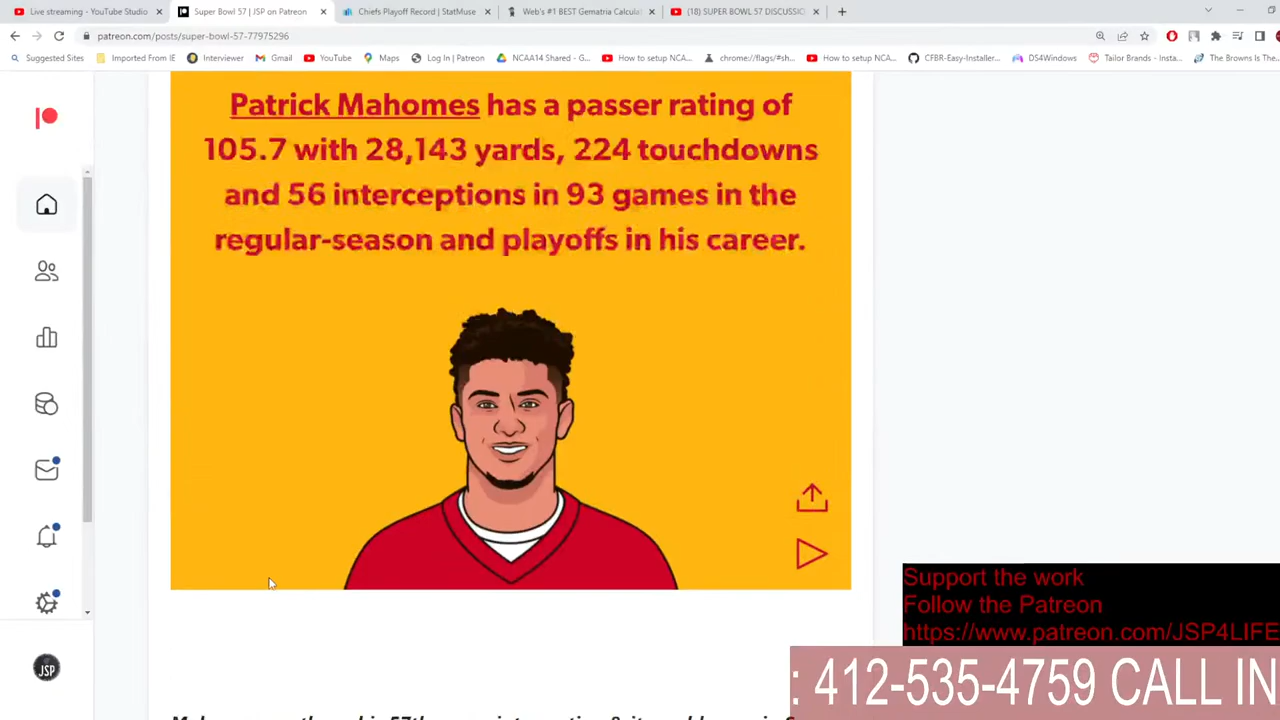 Live streaming - YouTube Studio
Super Bowl 57 | JSP on Patreon
Chiefs Playoff Record | StatMuse
Web's #1 BEST Gematria Calcula
(18) SUPER BOWL 57 DISCUSSIO
patreon.com/posts/super-bowl-57-77975296
Suggested Sites
Imported From IE
Interviewer
Gmail
YouTube
Maps
Log In | Patreon
NCAA14 Shared - G...
How to setup NCA...
chrome://flags/#sh...
How to setup NCA...
CFBR-Easy-Installer...
DS4Windows
Tailor Brands - Insta...
The Browns Is The...
Patrick Mahomes has a passer rating of
105.7 with 28,143 yards, 224 touchdowns
and 56 interceptions in 93 games in the
regular-season and playoffs in his career.
JSP
Support the work
Follow the Patreon
https://www.patreon.com/JSP4LIFE
: 412-535-4759 CALL IN